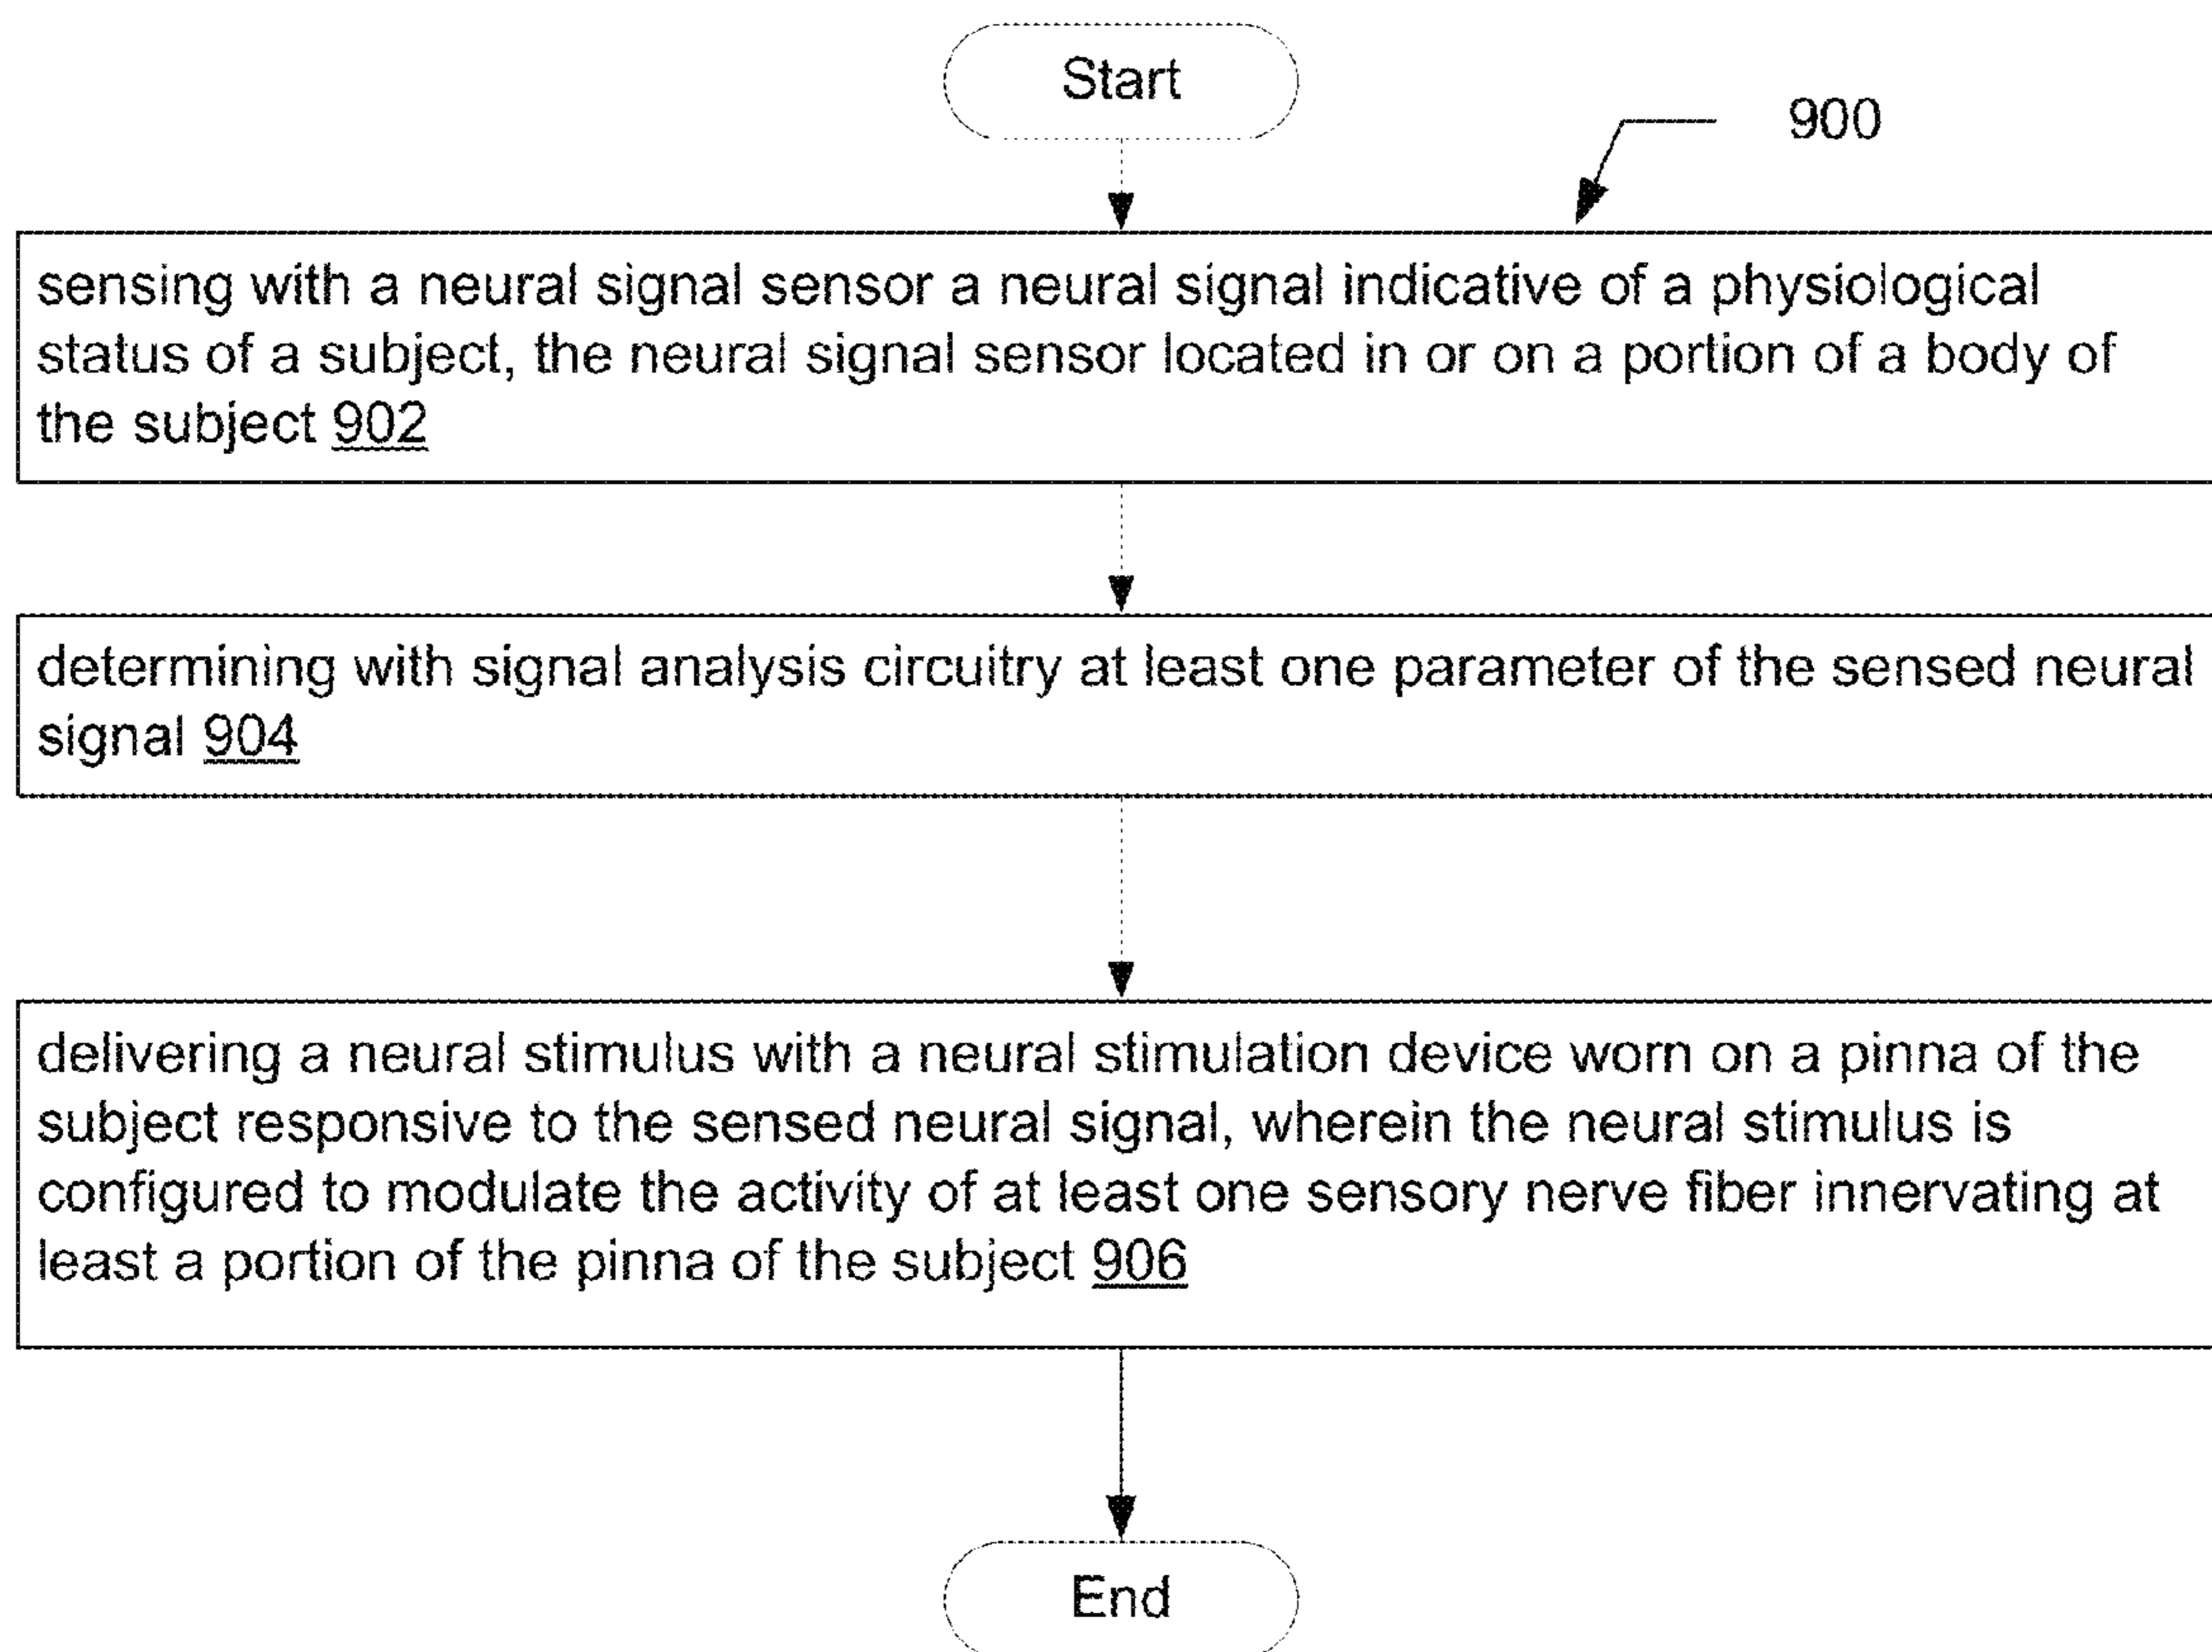 Start
900
sensing with a neural signal sensor a neural signal indicative of a physiological
status of a subject, the neural signal sensor located in or on a portion of a body of
the subject 902
determining with signal analysis circuitry at least one parameter of the sensed neural
signal 904
delivering a neural stimulus with a neural stimulation device worn on a pinna of the
subject responsive to the sensed neural signal, wherein the neural stimulus is
configured to modulate the activity of at least one sensory nerve fiber innervating at
least a portion of the pinna of the subject 906
End